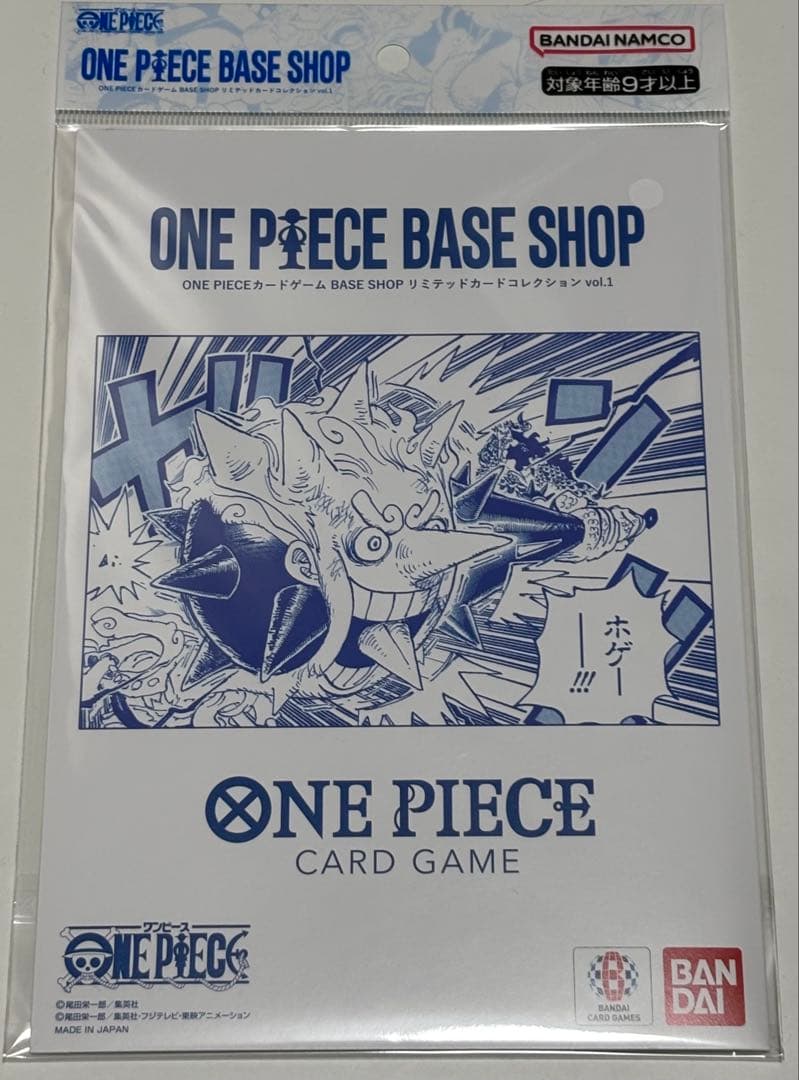 ONE PIECE
BANDAI NAMCO
ONE PIECE BASE SHOP
ONE PIECEカードゲーム BASE SHOP リミテッドカードコレクション vol.1
対象年齢9才以上
ONE PIECE BASE SHOP
ONE PIECEカードゲーム BASE SHOP リミテッドカードコレクション vol.1
ホゲー
ー!!!
ONE PIECE
CARD GAME
ワンピース
ONE PIECE
©尾田栄一郎/集英社
©尾田栄一郎/集英社・フジテレビ・東映アニメーション
MADE IN JAPAN
BANDAI
CARD GAMES
BAN
DAI